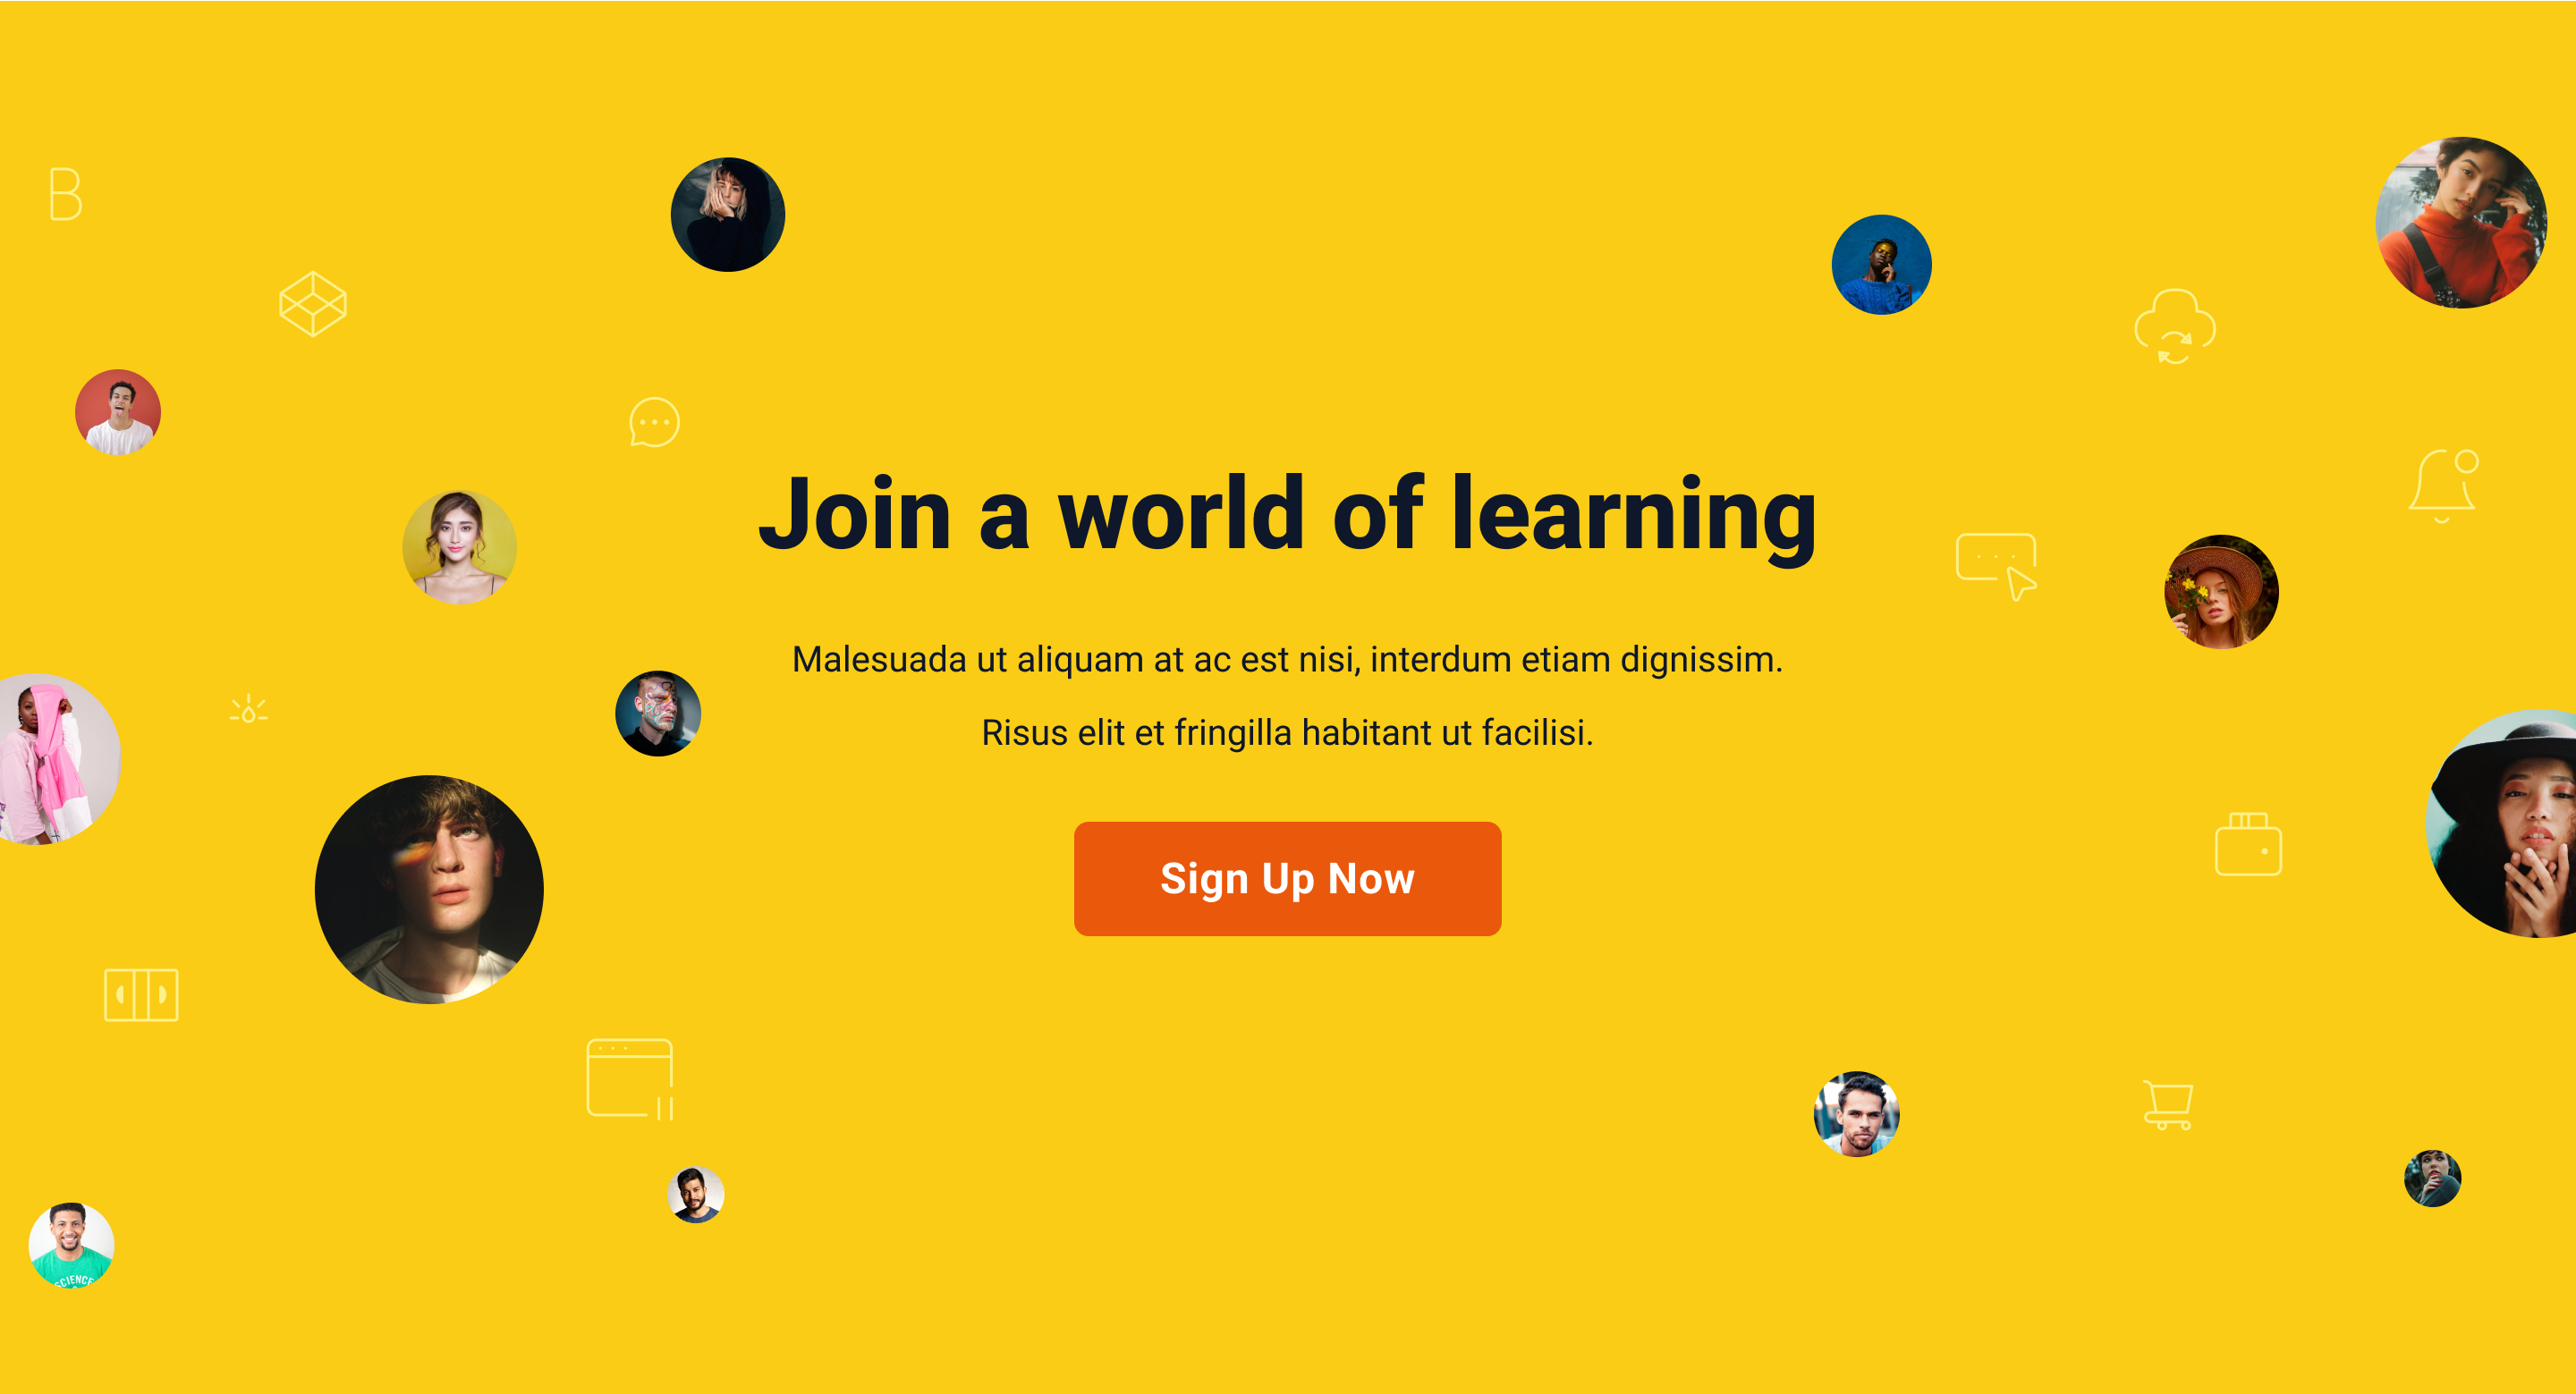 B
Join a world of learning
Malesuada ut aliquam at ac est nisi, interdum etiam dignissim.
Risus elit et fringilla habitant ut facilisi.
Sign Up Now
SCIENCE